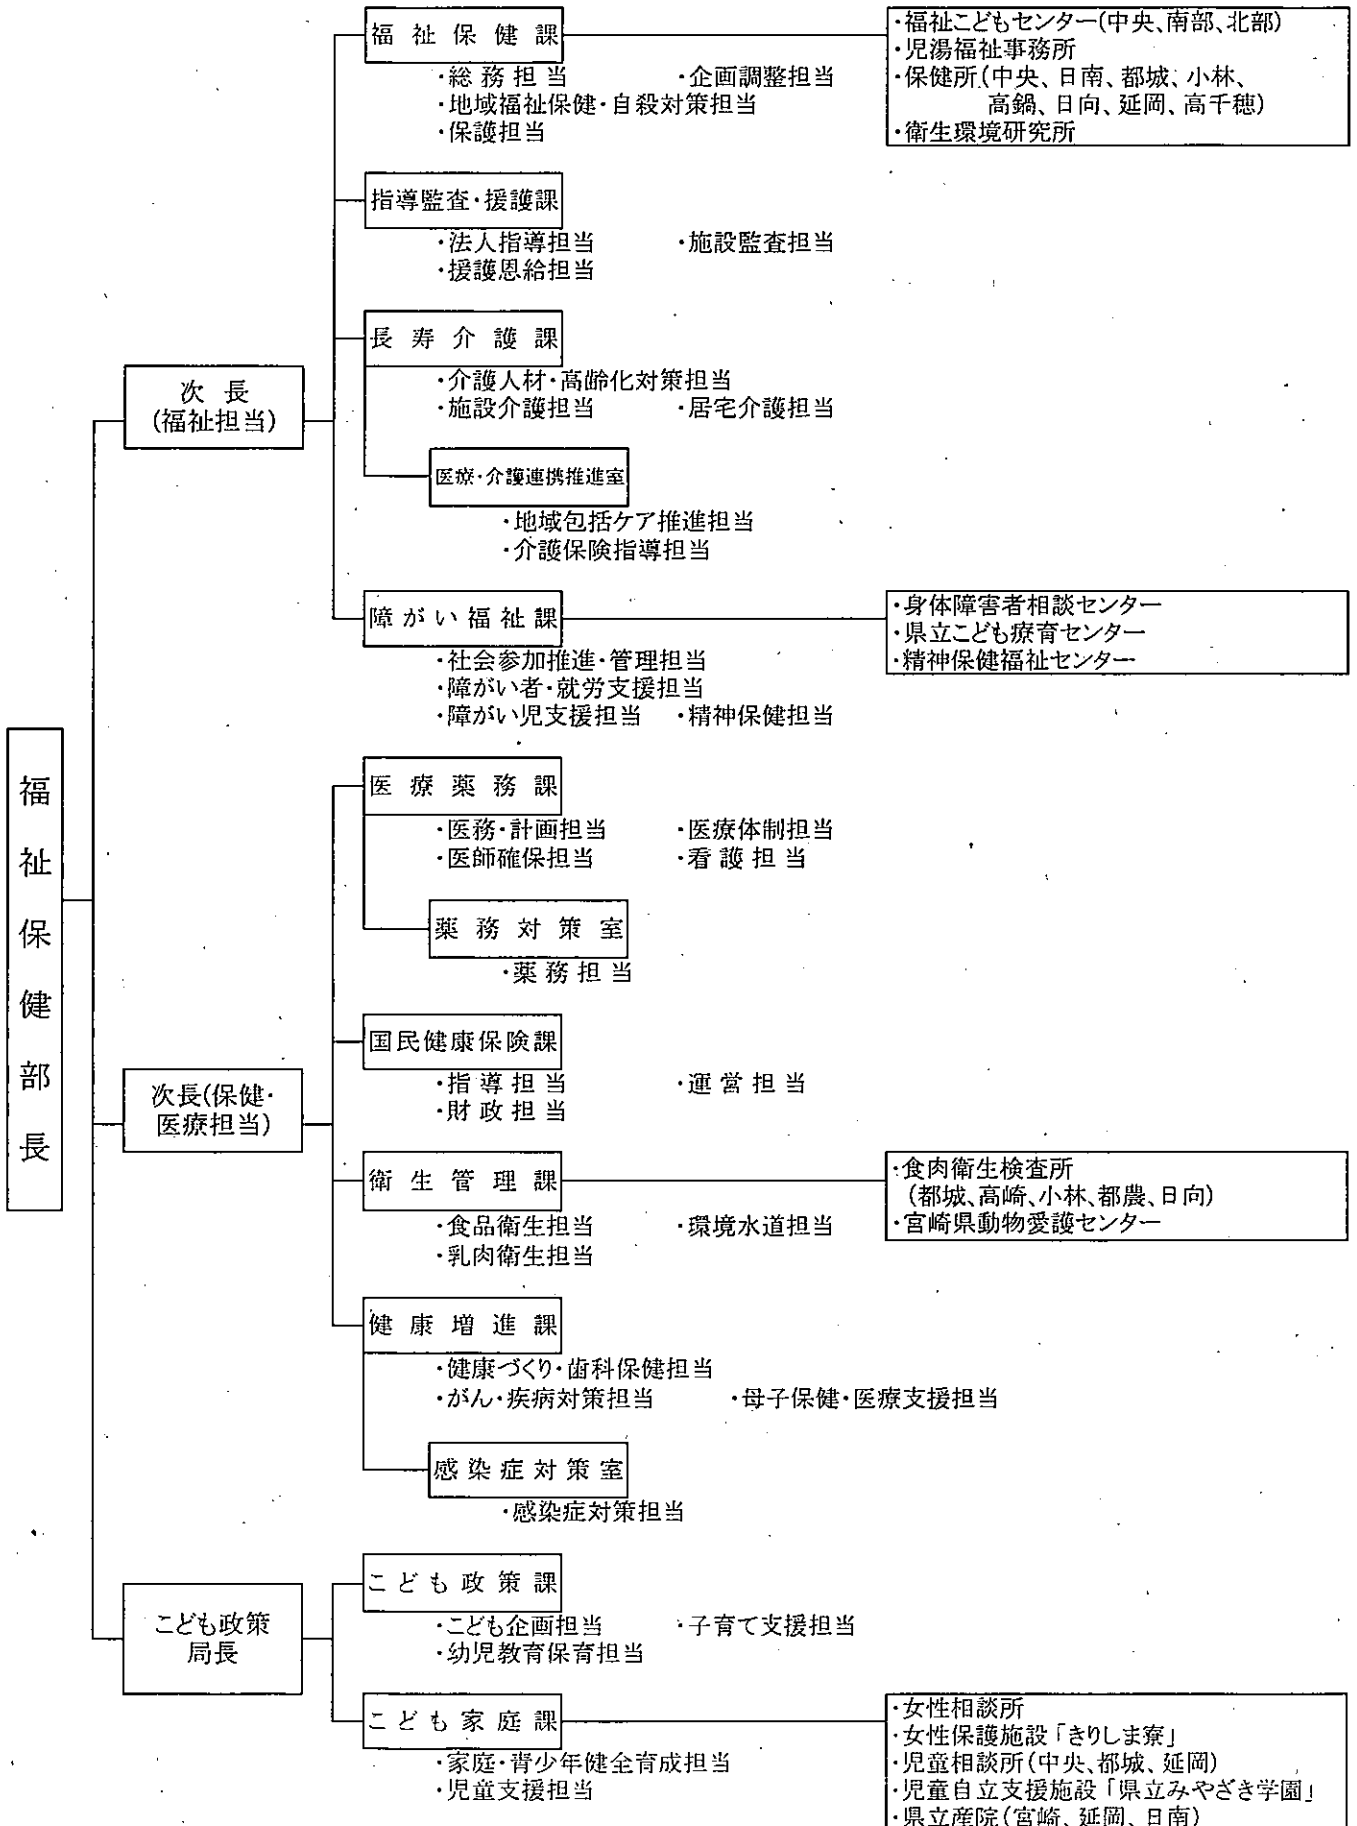 福祉保健部長
次長
(福祉担当)
福祉保健課
・総務担当 ・企画調整担当
・地域福祉保健・自殺対策担当
・保護担当
・福祉こどもセンター(中央、南部、北部)
・児湯福祉事務所
・保健所(中央、日南、都城、小林、
高鍋、日向、延岡、高千穂)
・衛生環境研究所
指導監査・援護課
・法人指導担当 ・施設監査担当
・援護恩給担当
長寿介護課
・介護人材・高齢化対策担当
・施設介護担当 ・居宅介護担当
医療・介護連携推進室
・地域包括ケア推進担当
・介護保険指導担当
障がい福祉課
・社会参加推進・管理担当
・障がい者・就労支援担当
・障がい児支援担当 ・精神保健担当
・身体障害者相談センター
・県立こども療育センター
・精神保健福祉センター
次長(保健・
医療担当)
医療薬務課
・医務・計画担当 ・医療体制担当
・医師確保担当 ・看護担当
薬務対策室
・薬務担当
国民健康保険課
・指導担当 ・運営担当
・財政担当
衛生管理課
・食品衛生担当 ・環境水道担当
・乳肉衛生担当
・食肉衛生検査所
(都城、高崎、小林、都農、日向)
・宮崎県動物愛護センター
健康増進課
・健康づくり・歯科保健担当
・がん・疾病対策担当 ・母子保健・医療支援担当
感染症対策室
・感染症対策担当
こども政策
局長
こども政策課
・こども企画担当 ・子育て支援担当
・幼児教育保育担当
こども家庭課
・家庭・青少年健全育成担当
・児童支援担当
・女性相談所
・女性保護施設「きりしま寮」
・児童相談所(中央、都城、延岡)
・児童自立支援施設「県立みやざき学園」
・県立産院(宮崎、延岡、日南)